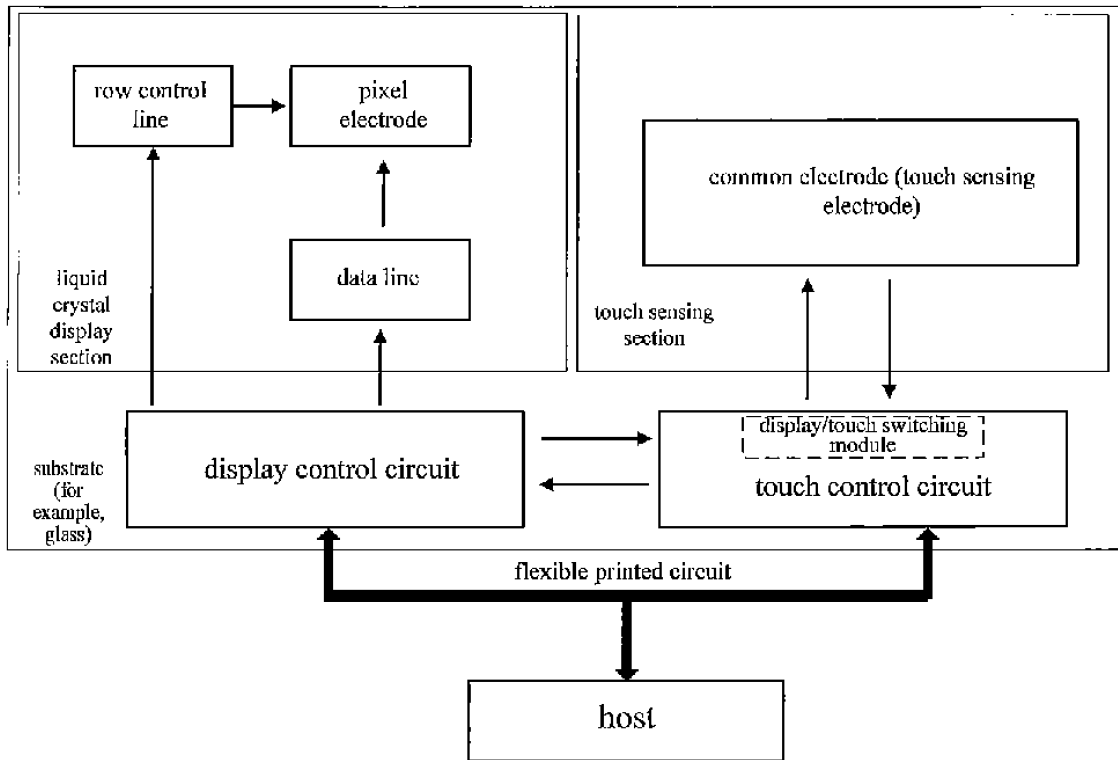 row control
line
pixel
electrode
common electrode (touch sensing
electrode)
data line
liquid
crystal
display
section
touch sensing
section
display/touch switching
module
display control circuit
touch control circuit
substrate
(for
example,
glass)
flexible printed circuit
host